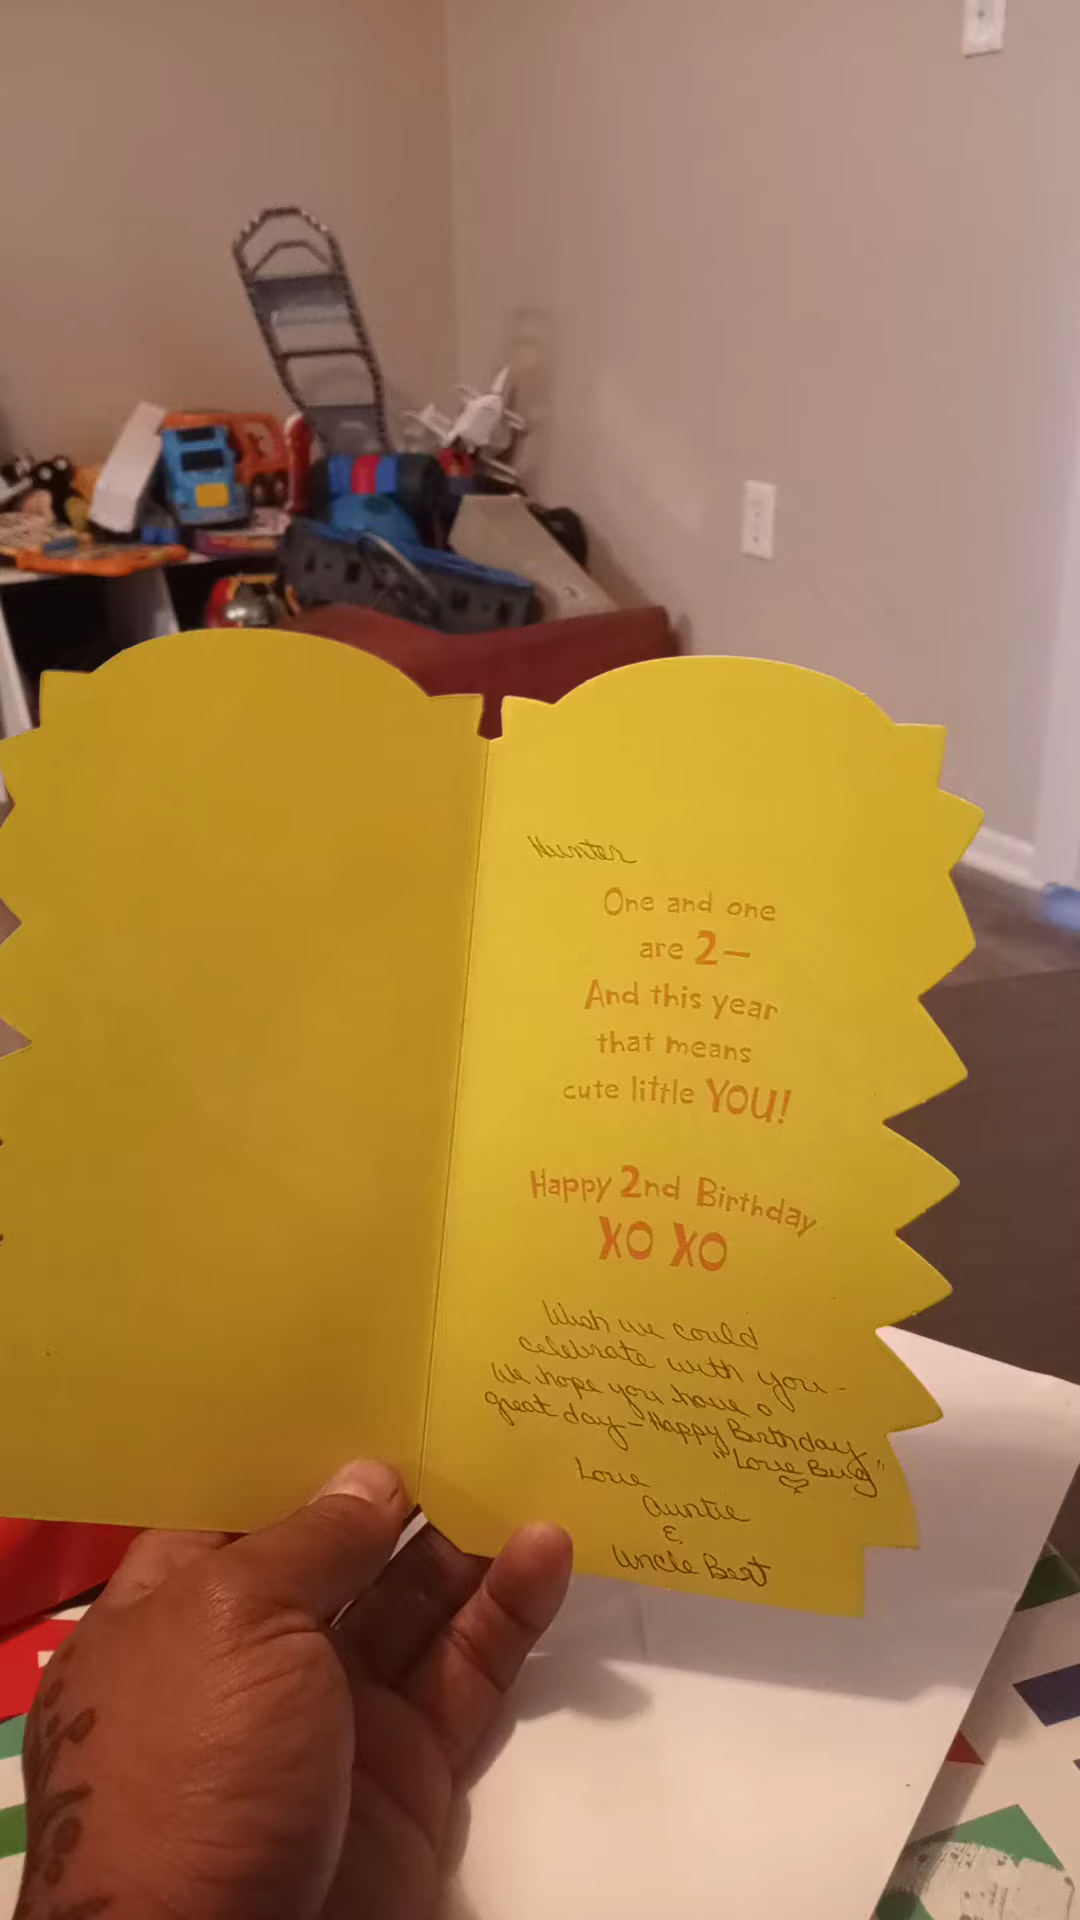 Hunter
One and one
are 2—
And this year
that means
cute little YOU!
Happy 2nd Birthday
XO XO
Wish we could
celebrate with you -
We hope you have a
great day - Happy Birthday
"Love Bug"
Love
Auntie
&
Uncle Bert